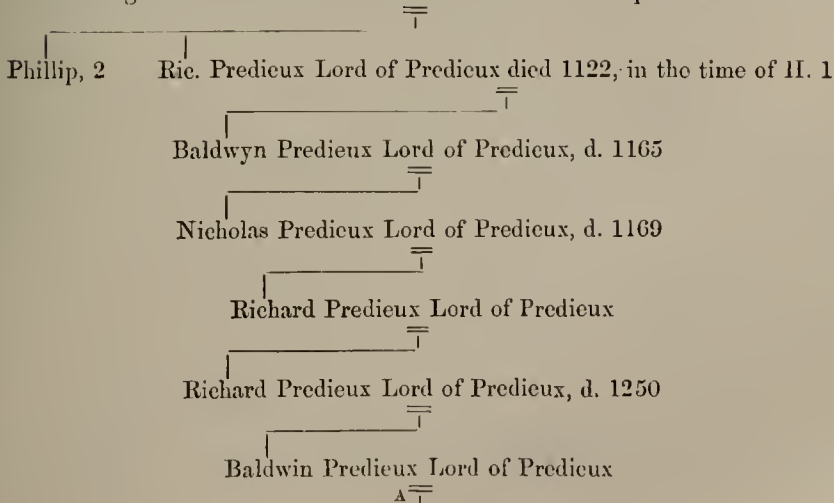 Phillip, 2 Ric. Predieux Lord of Predieux died 1122, in the time of H. 1
Baldwyn Predieux Lord of Predieux, d. 1165
Nicholas Predieux Lord of Predieux, d. 1169
Richard Predieux Lord of Predieux
Richard Predieux Lord of Predieux, d. 1250
Baldwin Predieux Lord of Predieux
A